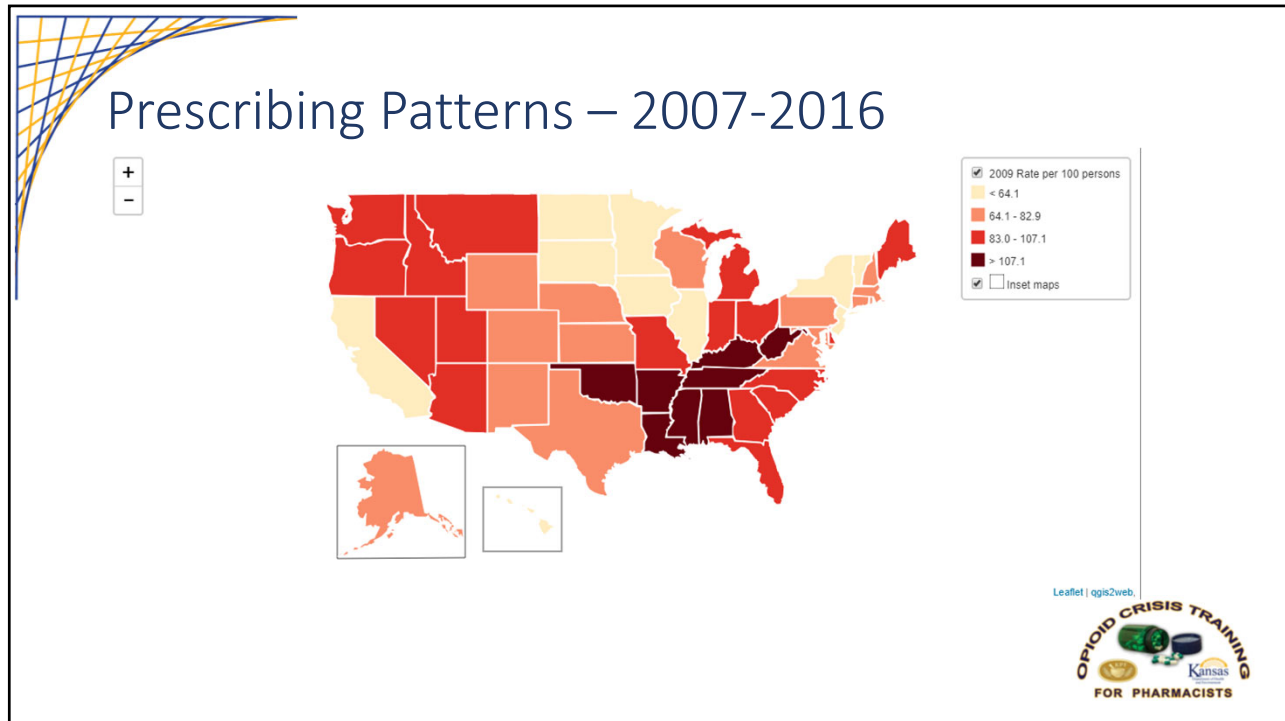 Prescribing Patterns – 2007-2016
+
−
2009 Rate per 100 persons
< 64.1
64.1 - 82.9
83.0 - 107.1
> 107.1
Inset maps
Leaflet | qgis2web,
OPIOID CRISIS TRAINING
Kansas
FOR PHARMACISTS